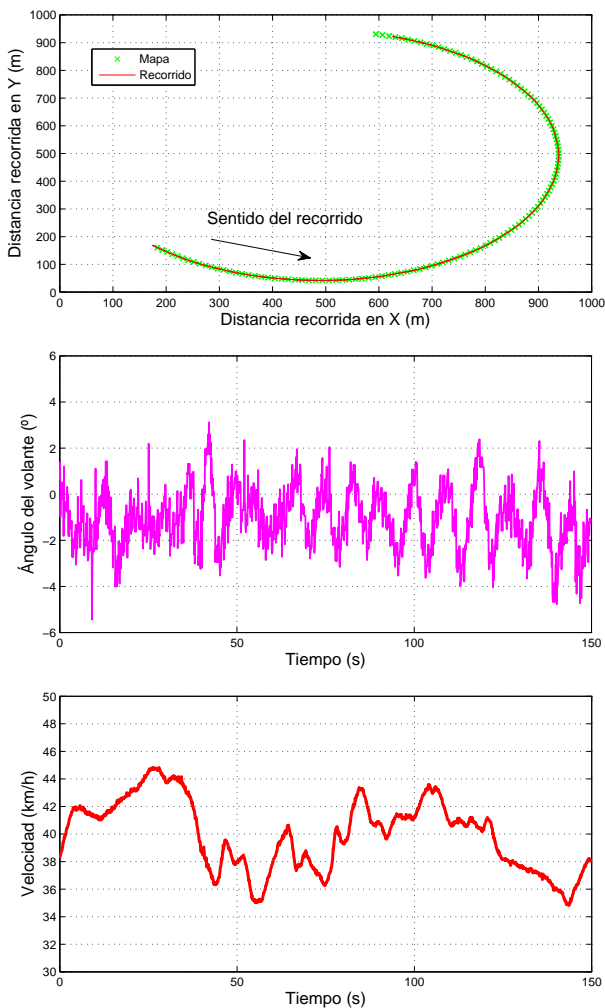 1000
900
800
700
600
500
400
300
200
100
0
Distancia recorrida en Y (m)
Mapa
Recorrido
Sentido del recorrido
0 100 200 300 400 500 600 700 800 900 1000
Distancia recorrida en X (m)
6
4
2
0
−2
−4
−6
Ángulo del volante (º)
0 50 100 150
Tiempo (s)
50
48
46
44
42
40
38
36
34
32
30
Velocidad (km/h)
0 50 100 150
Tiempo (s)